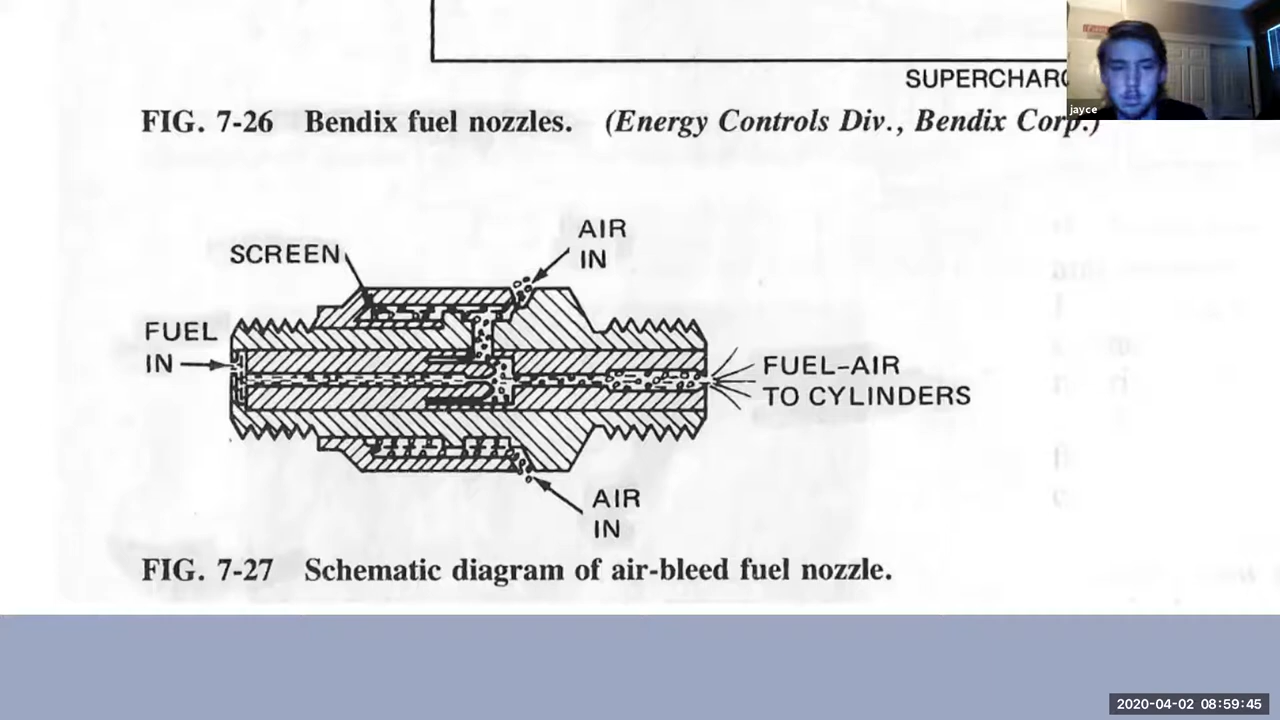 SUPERCHARG
jayce
FIG. 7-26 Bendix fuel nozzles. (Energy Controls Div., Bendix Corp.)
AIR
IN
SCREEN
FUEL
IN
FUEL-AIR
TO CYLINDERS
AIR
IN
FIG. 7-27 Schematic diagram of air-bleed fuel nozzle.
2020-04-02 08:59:45